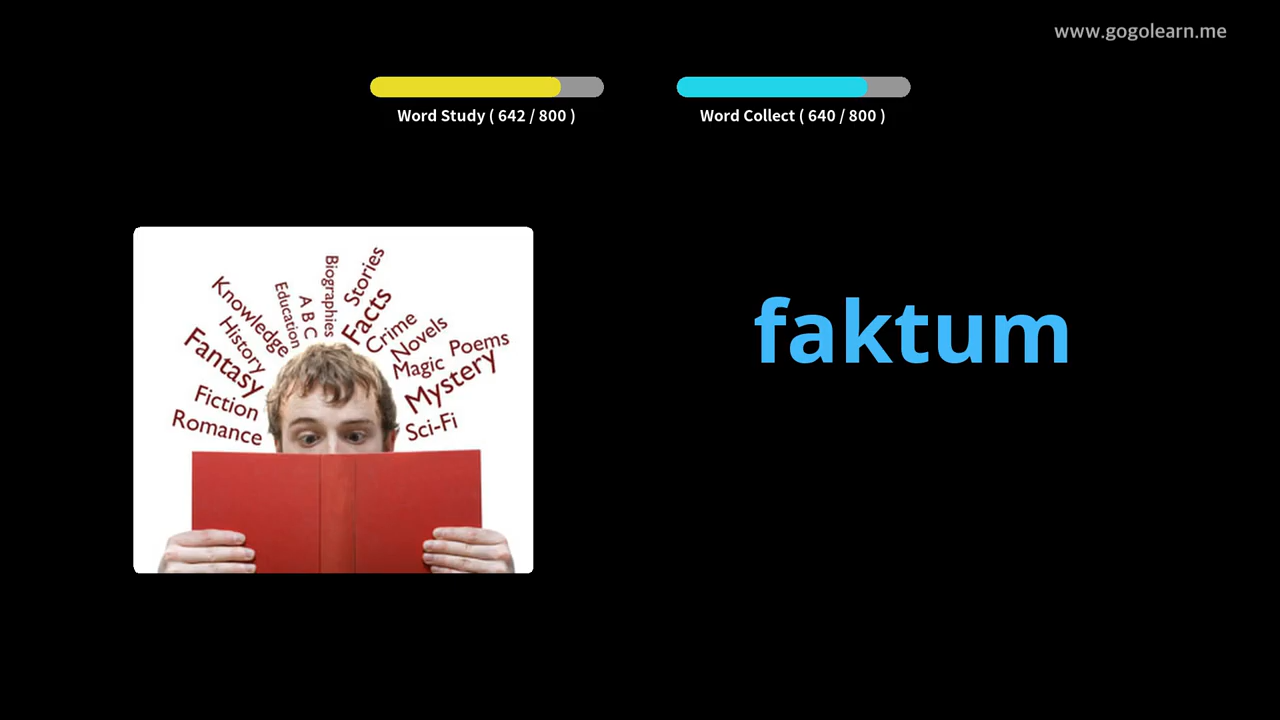 www.gogolearn.me
Word Study ( 642 / 800 )
Word Collect ( 640 / 800 )
faktum
Romance
Fiction
Fantasy
History
Knowledge
Education
A B C
Biographies
Stories
Facts
Crime
Novels
Magic
Poems
Mystery
Sci-Fi